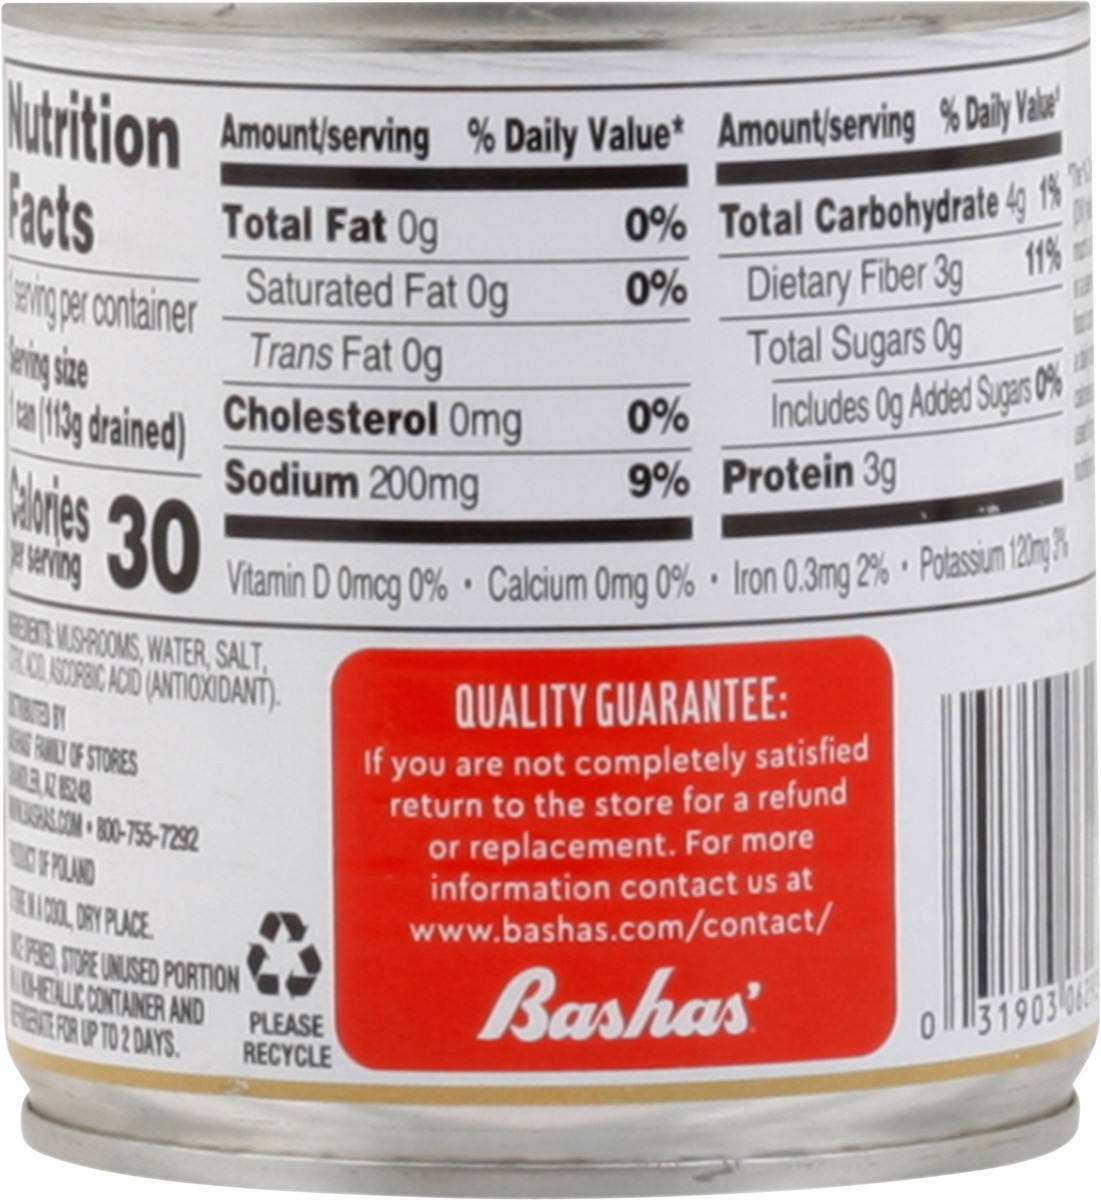 Nutrition
Facts
1 serving per container
Serving size
1 can (113g drained)
Calories
per serving
30
Amount/serving % Daily Value*
Total Fat 0g 0%
Saturated Fat 0g 0%
Trans Fat 0g
Cholesterol 0mg 0%
Sodium 200mg 9%
Amount/serving % Daily Value*
Total Carbohydrate 4g 1%
Dietary Fiber 3g 11%
Total Sugars 0g
Includes 0g Added Sugars 0%
Protein 3g
Vitamin D 0mcg 0% • Calcium 0mg 0% • Iron 0.3mg 2% • Potassium 120mg 3%
INGREDIENTS: MUSHROOMS, WATER, SALT,
CITRIC ACID, ASCORBIC ACID (ANTIOXIDANT).
DISTRIBUTED BY
BASHAS' FAMILY OF STORES
CHANDLER, AZ 85248
WWW.BASHAS.COM • 800-755-7292
PRODUCT OF POLAND
STORE IN A COOL, DRY PLACE.
ONCE OPENED, STORE UNUSED PORTION
IN A NON-METALLIC CONTAINER AND
REFRIGERATE FOR UP TO 2 DAYS.
PLEASE
RECYCLE
QUALITY GUARANTEE:
If you are not completely satisfied
return to the store for a refund
or replacement. For more
information contact us at
www.bashas.com/contact/
Bashas'
0 31903 062